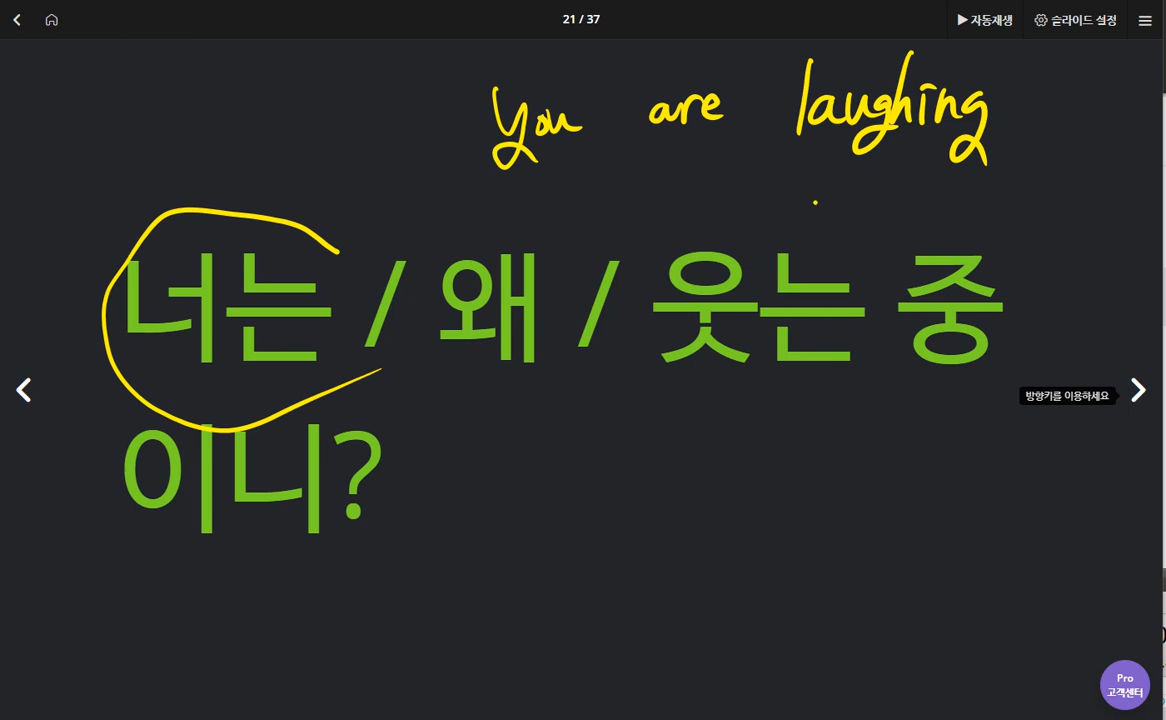 21 / 37
▶ 자동재생
슬라이드 설정
you are laughing
너는 / 왜 / 웃는 중
방향키를 이용하세요
이니?
Pro
고객센터